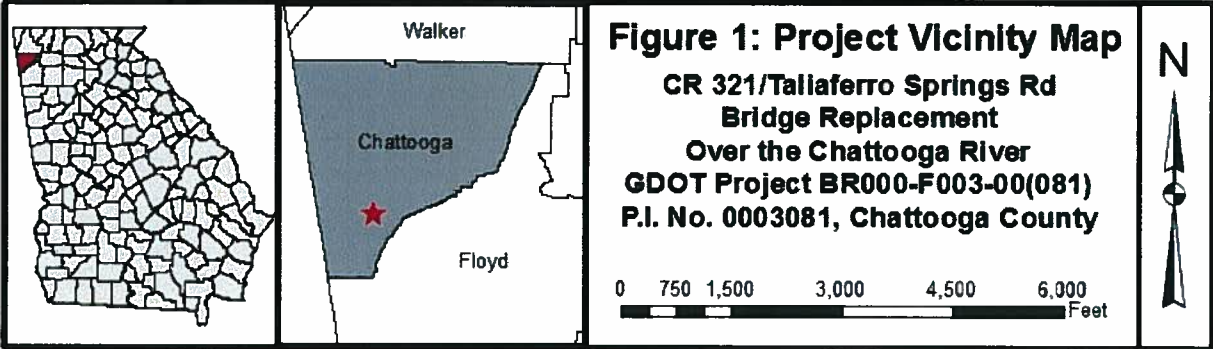 Walker
Chattooga
Floyd
Figure 1: Project Vicinity Map
CR 321/Taliaferro Springs Rd
Bridge Replacement
Over the Chattooga River
GDOT Project BR000-F003-00(081)
P.I. No. 0003081, Chattooga County
0 750 1,500 3,000 4,500 6,000
Feet
N